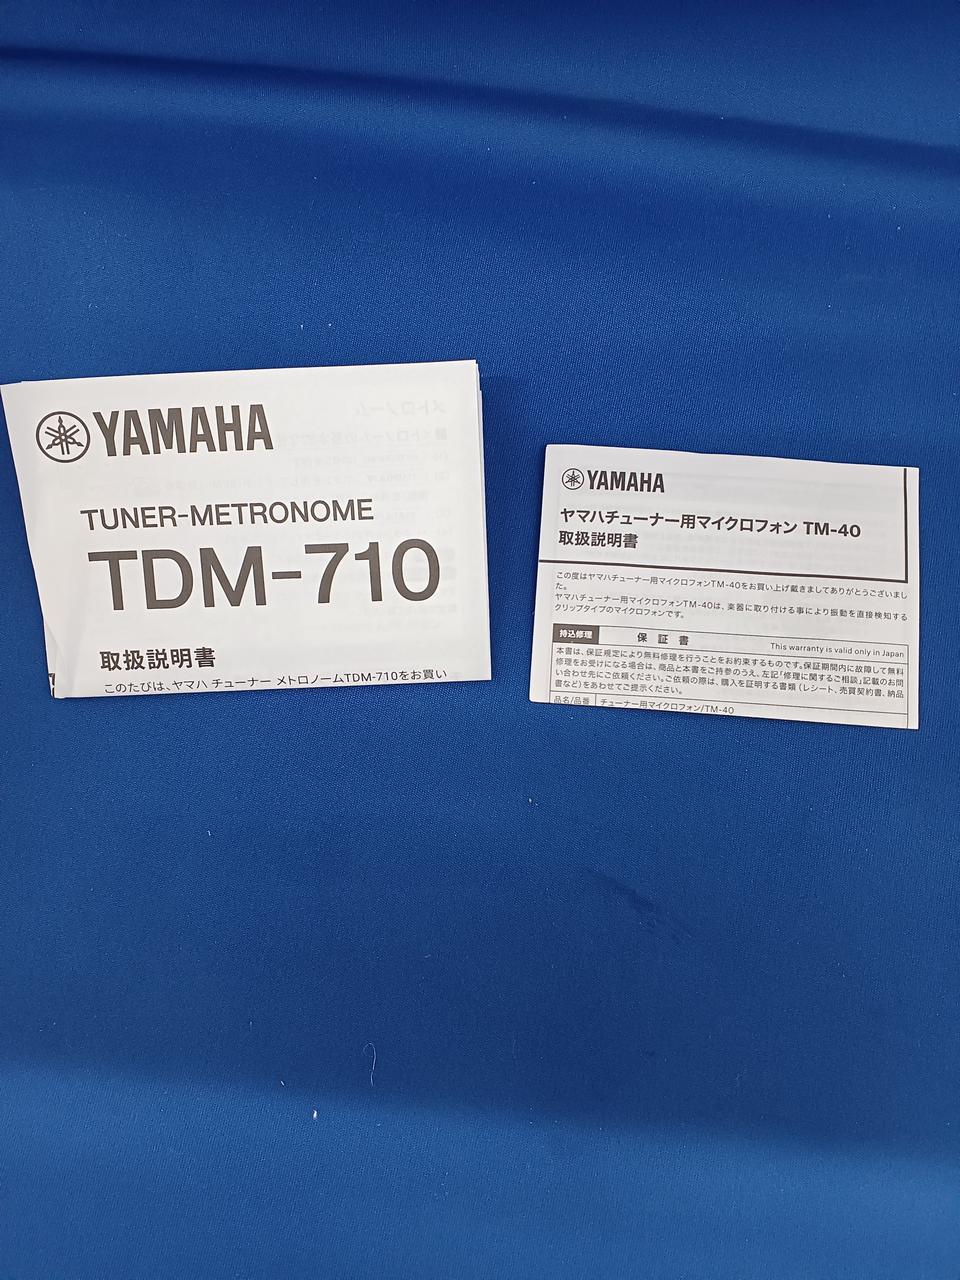 YAMAHA
TUNER-METRONOME
TDM-710
取扱説明書
このたびは、ヤマハ チューナー メトロノームTDM-710をお買い
YAMAHA
ヤマハチューナー用マイクロフォン TM-40
取扱説明書
この度はヤマハチューナー用マイクロフォンTM-40をお買い上げ戴きましてありがとうございまし
た。
ヤマハチューナー用マイクロフォンTM-40は、楽器に取り付ける事により振動を直接検知する
クリップタイプのマイクロフォンです。
持込修理 保証書 This warranty is valid only in Japan
本書は、保証規定により無料修理を行うことをお約束するものです。保証期間内に故障して無料
修理をお受けになる場合は、商品と本書をご持参のうえ、左記「修理に関するご相談」記載のお問
い合わせ先にご依頼ください。ご依頼の際は、購入を証明する書類（レシート、売買契約書、納品
書など）をあわせてご提示ください。
品名/品番 チューナー用マイクロフォン/TM-40